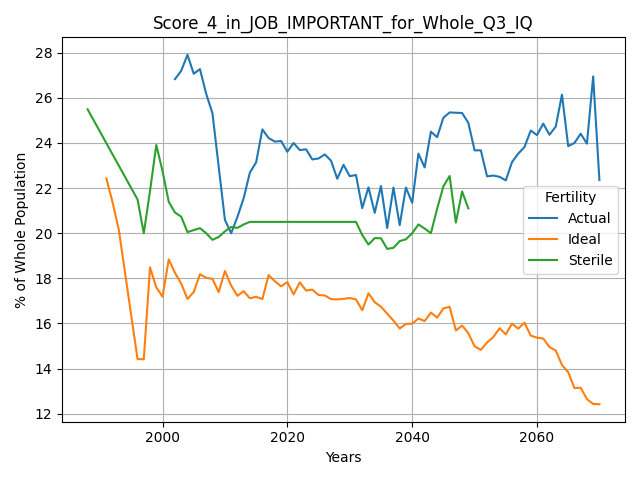 Score_4_in_JOB_IMPORTANT_for_Whole_Q3_IQ
% of Whole Population
28
26
24
22
20
18
16
14
12
Fertility
Actual
Ideal
Sterile
2000 2020 2040 2060
Years